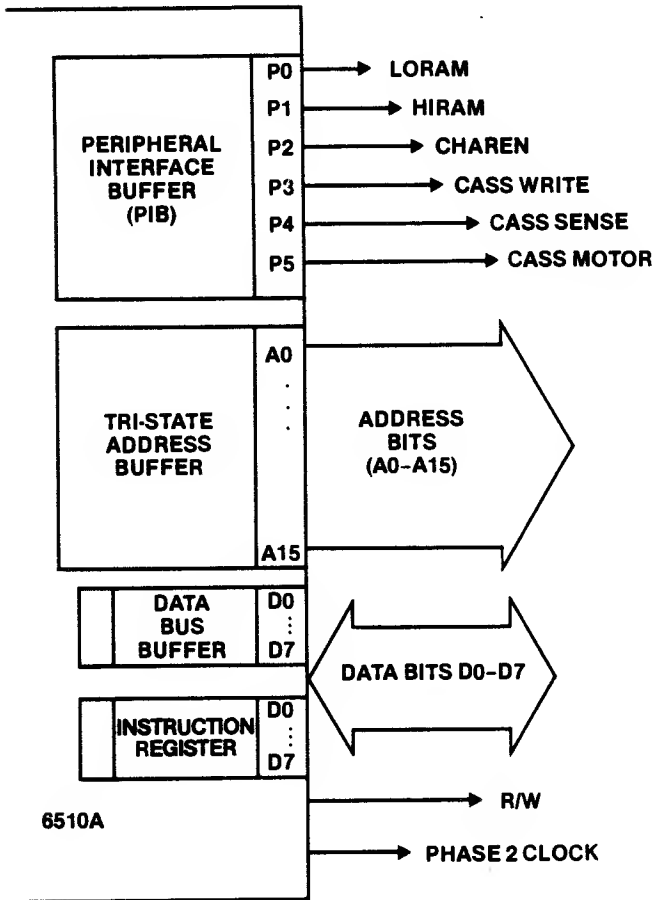 PERIPHERAL
INTERFACE
BUFFER
(PIB)
P0
LORAM
P1
HIRAM
P2
CHAREN
P3
CASS WRITE
P4
CASS SENSE
P5
CASS MOTOR
TRI-STATE
ADDRESS
BUFFER
A0
A15
ADDRESS
BITS
(A0-A15)
DATA
BUS
BUFFER
D0
D7
DATA BITS D0-D7
INSTRUCTION
REGISTER
D0
D7
R/W
6510A
PHASE 2 CLOCK